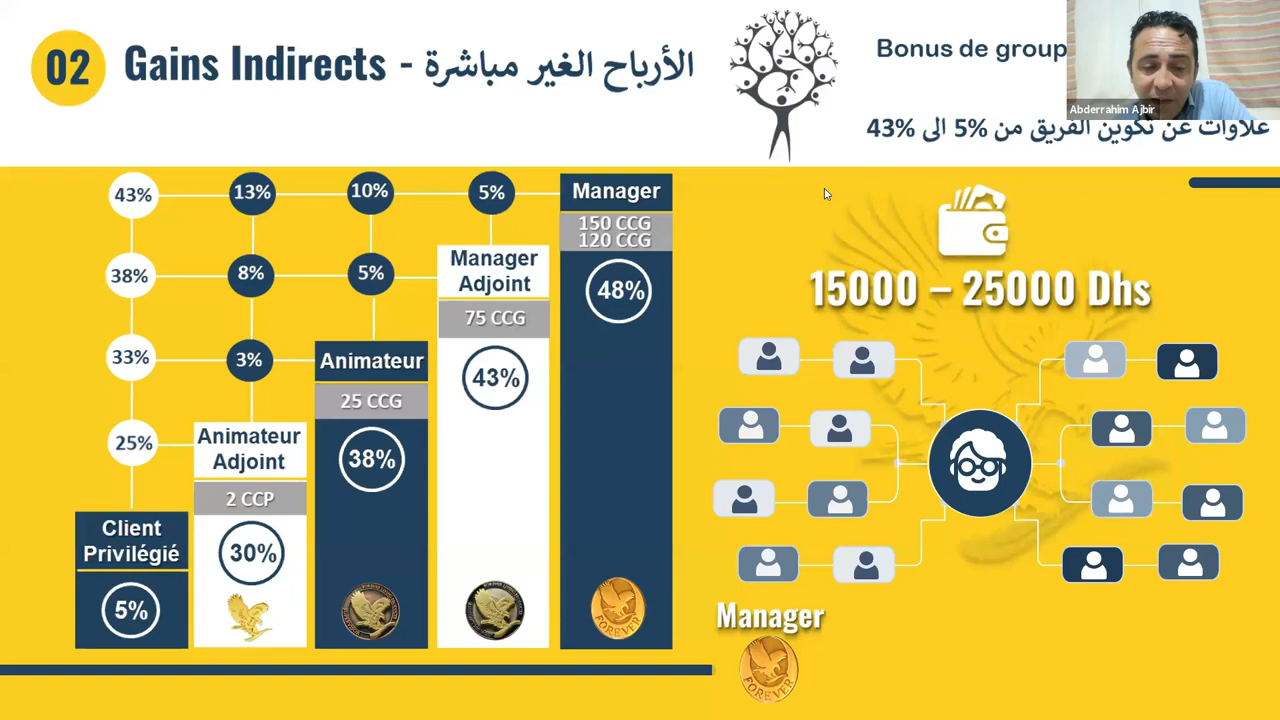 02
Gains Indirects - الأرباح الغير مباشرة
Bonus de group
Abderrahim Ajbir
علاوات عن تكوين الفريق من 5% الى 43%
43%
13%
10%
5%
Manager
150 CCG
120 CCG
48%
38%
8%
5%
Manager
Adjoint
75 CCG
43%
33%
3%
Animateur
25 CCG
38%
25%
Animateur
Adjoint
2 CCP
30%
Client
Privilégié
5%
FOREVER
15000 – 25000 Dhs
Manager
FOREVER